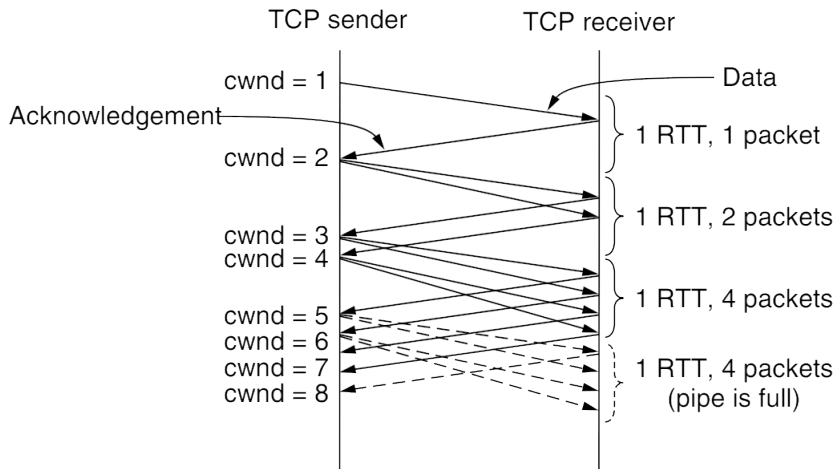 TCP sender
TCP receiver
cwnd = 1
Data
Acknowledgement
1 RTT, 1 packet
cwnd = 2
1 RTT, 2 packets
cwnd = 3
cwnd = 4
1 RTT, 4 packets
cwnd = 5
cwnd = 6
cwnd = 7
1 RTT, 4 packets
cwnd = 8
(pipe is full)